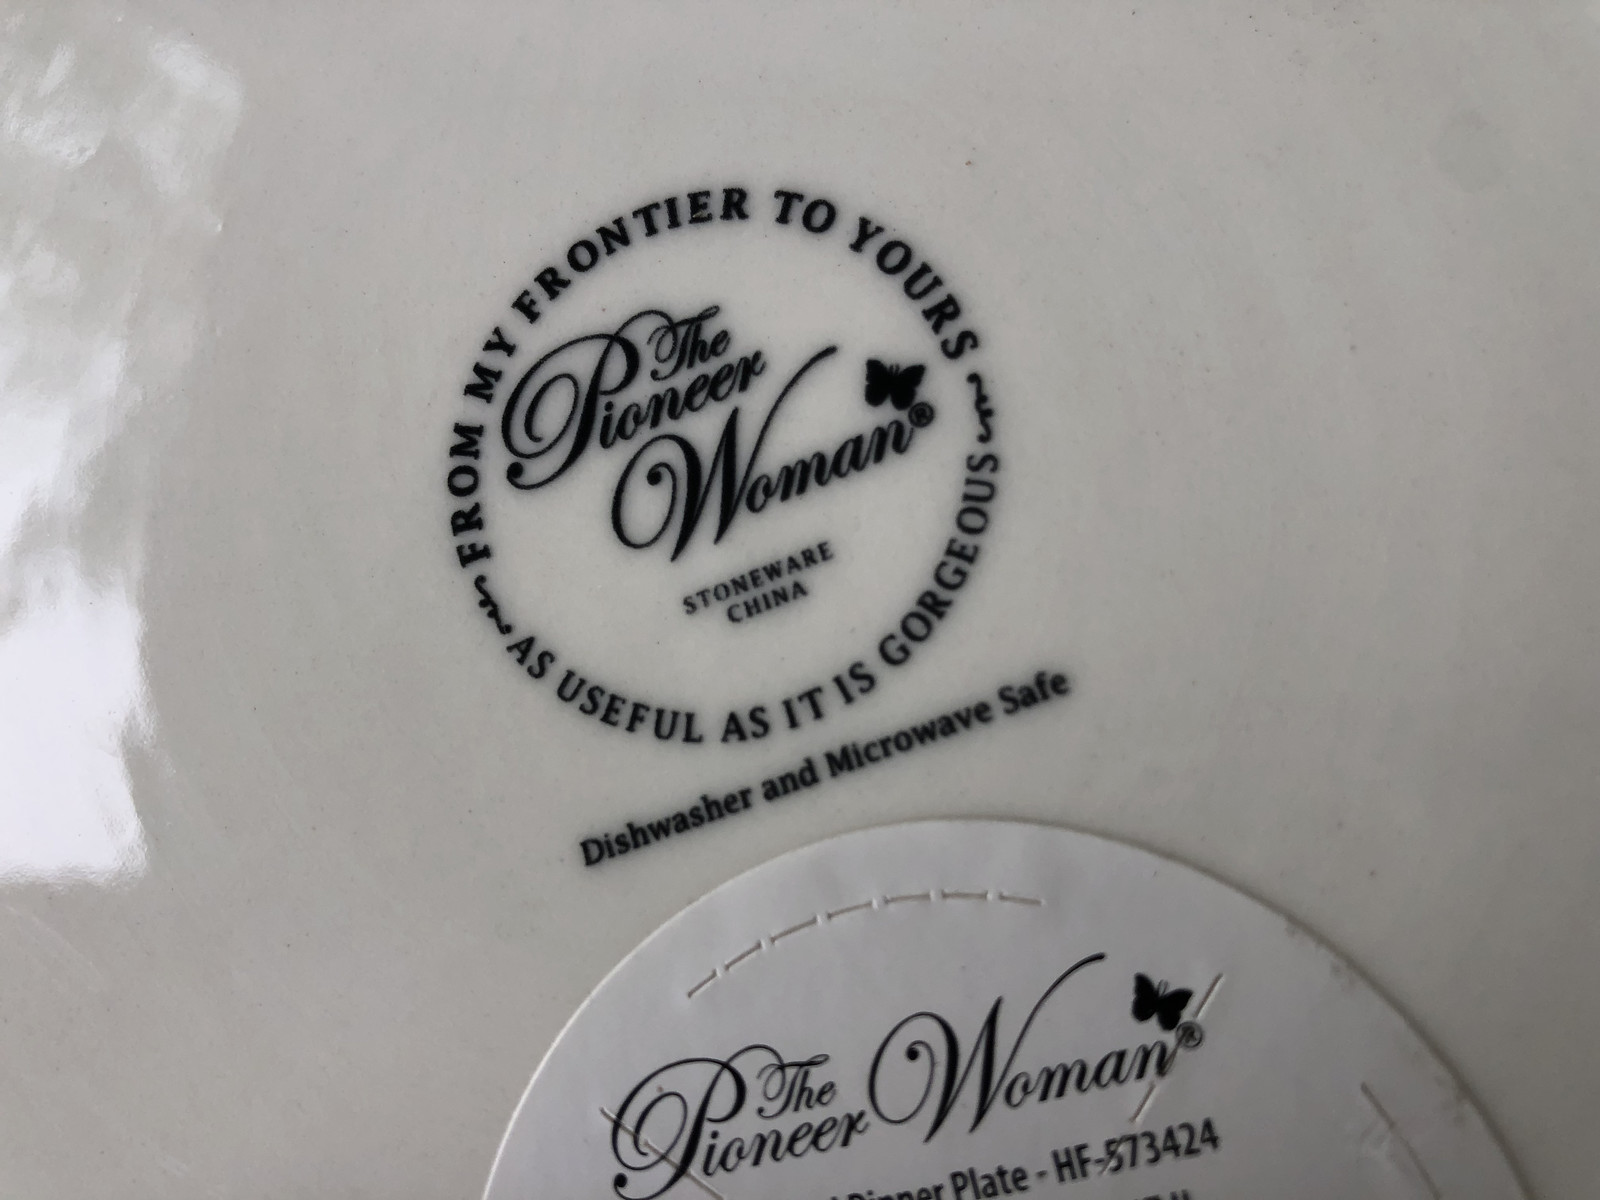 FROM MY FRONTIER TO YOURS
The
Pioneer
Woman®
STONEWARE
CHINA
AS USEFUL AS IT IS GORGEOUS
Dishwasher and Microwave Safe
The
Pioneer Woman®
Dinner Plate - HF-573424